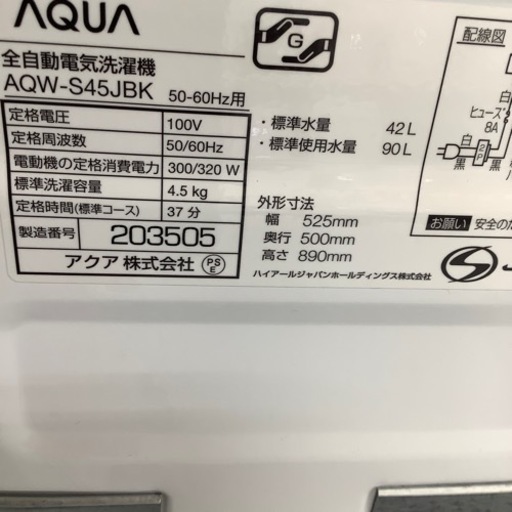 AQUA
全自動電気洗濯機
AQW-S45JBK 50-60Hz用
定格電圧 100V
定格周波数 50/60Hz
電動機の定格消費電力 300/320 W
標準洗濯容量 4.5 kg
定格時間(標準コース) 37 分
製造番号 203505
アクア 株式会社 PSE
G
・標準水量 42 L
・標準使用水量 90 L
外形寸法
幅 525mm
奥行 500mm
高さ 890mm
ハイアールジャパンホールディングス株式会社
配線図
白
ヒューズ
8A
白
黒
黒
お願い 安全のた